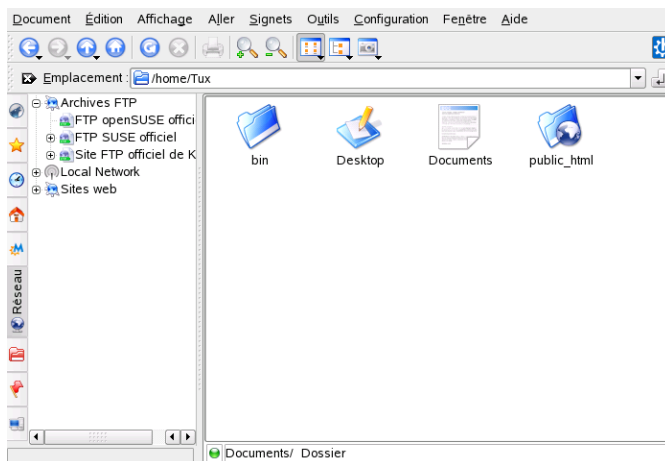 Document Édition Affichage Aller Signets Outils Configuration Fenêtre Aide
Emplacement : /home/Tux
Archives FTP
FTP openSUSE offici
FTP SUSE officiel
Site FTP officiel de K
Local Network
Sites web
Réseau
bin Desktop Documents public_html
Documents/ Dossier